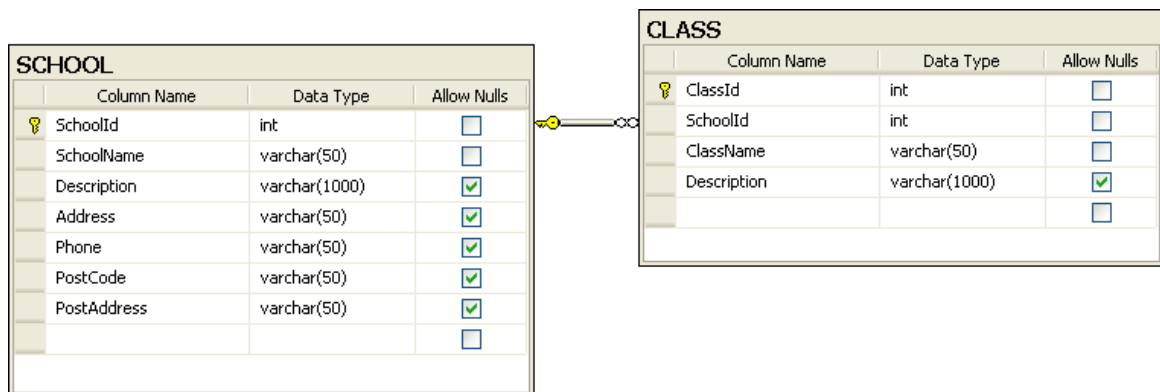 SCHOOL
Column Name Data Type Allow Nulls
SchoolId int
SchoolName varchar(50)
Description varchar(1000)
Address varchar(50)
Phone varchar(50)
PostCode varchar(50)
PostAddress varchar(50)
CLASS
Column Name Data Type Allow Nulls
ClassId int
SchoolId int
ClassName varchar(50)
Description varchar(1000)